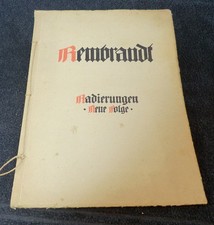 Rembrandt
Radierungen
· Neue Folge ·